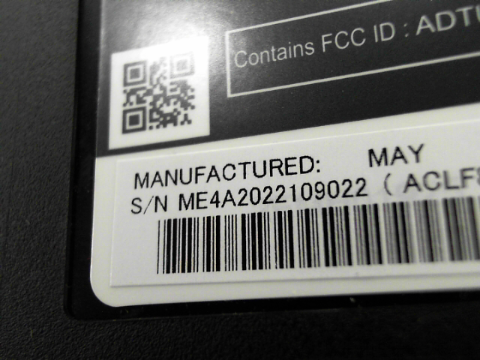 Contains FCC ID : ADTU
MANUFACTURED: MAY
S/N ME4A2022109022 ( ACLF8